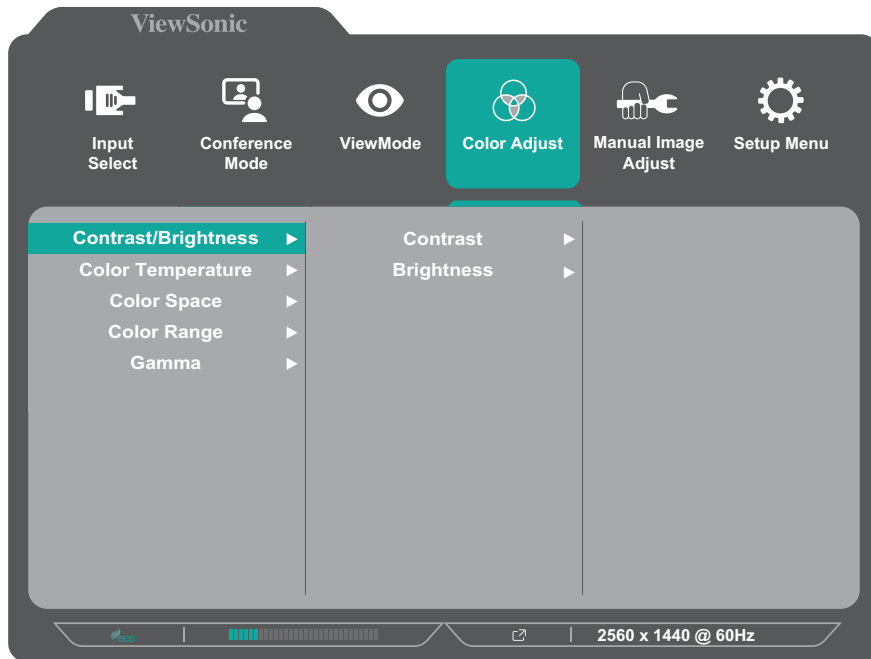 ViewSonic
Input
Select
Conference
Mode
ViewMode
Color Adjust
Manual Image
Adjust
Setup Menu
Contrast/Brightness
Color Temperature
Color Space
Color Range
Gamma
Contrast
Brightness
eco
2560 x 1440 @ 60Hz